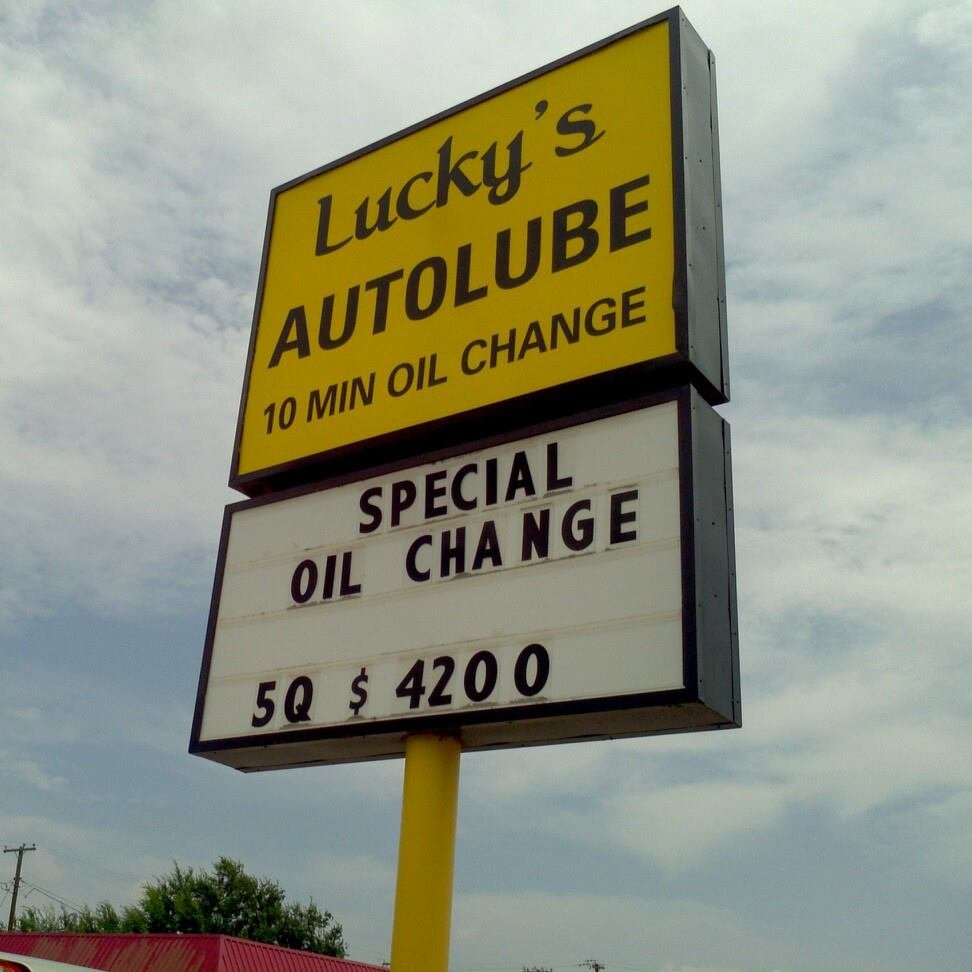 Lucky's
AUTOLUBE
10 MIN OIL CHANGE
SPECIAL
OIL CHANGE
5Q $ 4200